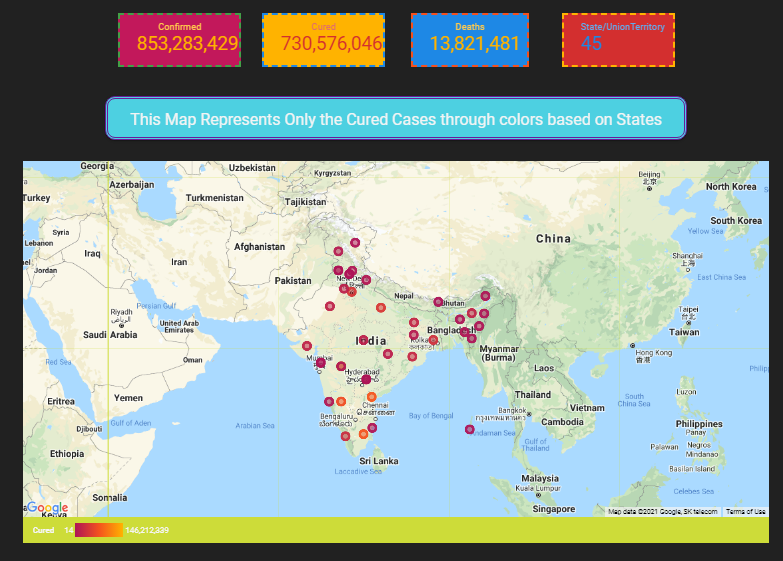 Confirmed
853,283,429
Cured
730,576,046
Deaths
13,821,481
State/UnionTerritory
45
This Map Represents Only the Cured Cases through colors based on States
Georgia
Uzbekistan
Kyrgyzstan
Beijing
北京
Azerbaijan
North Korea
Turkey
Turkmenistan
Tajikistan
South Korea
Syria
China
Yellow Sea
Lebanon
Iraq
Afghanistan
Shanghai
上海
Iran
Jordan
Pakistan
New Delhi
East China Sea
Nepal
Bhutan
Persian Gulf
Riyadh
الرياض
Taipei
台北
Saudi Arabia
United Arab
Emirates
Bangladesh
Taiwan
India
Kolkata
Myanmar
(Burma)
Hong Kong
香港
Red Sea
Oman
Mumbai
Laos
Hyderabad
Eritrea
Yemen
Thailand
South
China Sea
Luzon
Chennai
சென்னை
Bangkok
Vietnam
Djibouti
Gulf of Aden
Bengaluru
Bay of Bengal
Arabian Sea
Cambodia
Philippines
Panay
Andaman Sea
Gulf of
Thailand
Palawan
Negros
Ethiopia
Mindanao
Sri Lanka
Basilan Island
Laccadive Sea
Malaysia
Kuala Lumpur
Celebes Sea
Somalia
Google
Kenya
Singapore
Map data ©2021 Google, SK telecom
Terms of Use
Cured
14
146,212,339